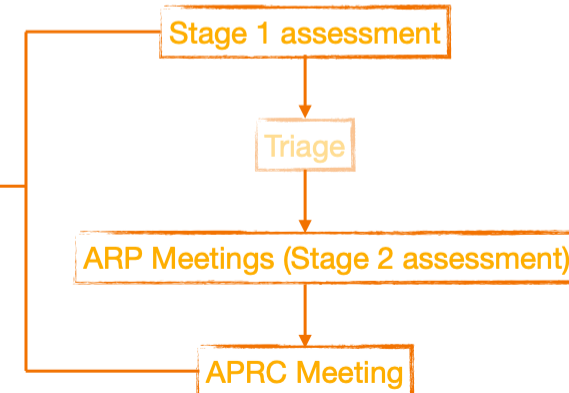 Stage 1 assessment
Triage
ARP Meetings (Stage 2 assessment)
APRC Meeting